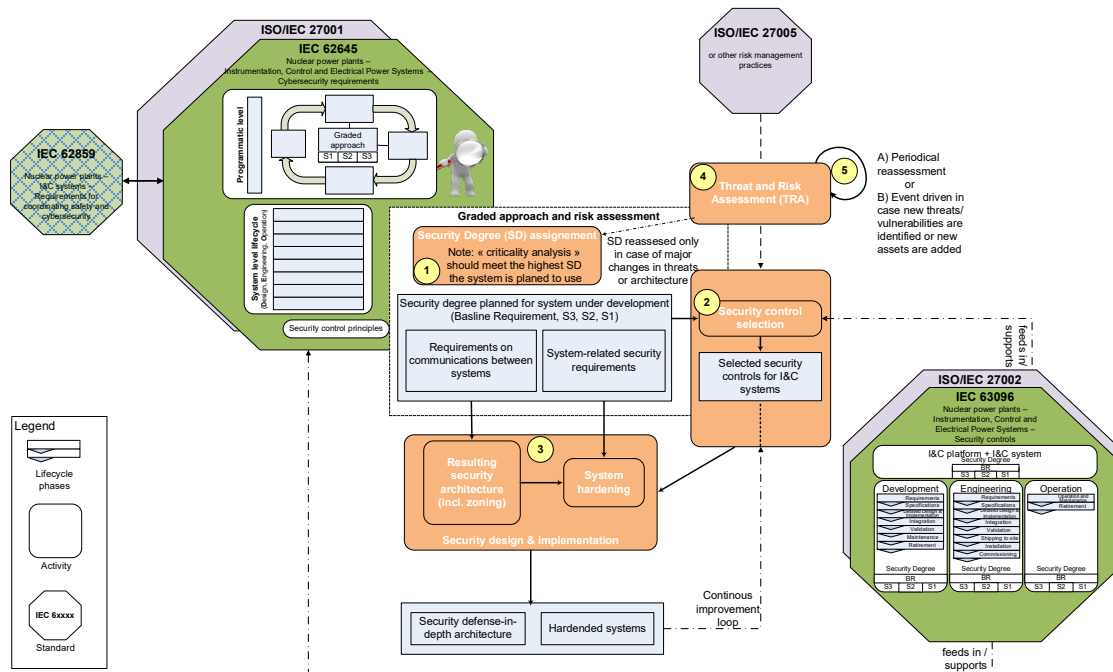 ISO/IEC 27001
IEC 62645
Nuclear power plants –
Instrumentation, Control and Electrical Power Systems –
Cybersecurity requirements
Programmatic level
Graded
approach
S1 S2 S3
System level lifecycle
(Design, Engineering, Operation)
Security control principles
IEC 62859
Nuclear power plants–
I&C systems –
Requirements for
coordinating safety and
cybersecurity
ISO/IEC 27005
or other risk management
practices
4
Threat and Risk
Assessment (TRA)
5
A) Periodical
reassessment
or
B) Event driven in
case new threats/
vulnerabilities are
identified or new
assets are added
Graded approach and risk assessment
Security Degree (SD) assignement
Note: « criticality analysis »
should meet the highest SD
the system is planed to use
1
SD reassesed only
in case of major
changes in threats
or architecture
Security degree planned for system under development
(Basline Requirement, S3, S2, S1)
Requirements on
communications between
systems
System-related security
requirements
2
Security control
selection
Selected security
controls for I&C
systems
feeds in/
supports
3
Resulting
security
architecture
(incl. zoning)
System
hardening
Security design & implementation
Security defense-in-
depth architecture
Hardended systems
Continous
improvement
loop
ISO/IEC 27002
IEC 63096
Nuclear power plants –
Instrumentation, Control and
Electrical Power Systems –
Security controls
I&C platform + I&C system
Security Degree
BR
S3 S2 S1
Development
Requirements
Specifications
Detailed Design & Implementation
Integration
Validation
Maintenance
Retirement
Security Degree
BR
S3 S2 S1
Engineering
Requirements
Specifications
Detailed Design & Implementation
Integration
Validation
Shipping to site
Installation
Commissioning
Security Degree
BR
S3 S2 S1
Operation
Operation and
Maintenance
Retirement
Security Degree
BR
S3 S2 S1
feeds in /
supports
Legend
Lifecycle
phases
Activity
IEC 6xxxx
Standard